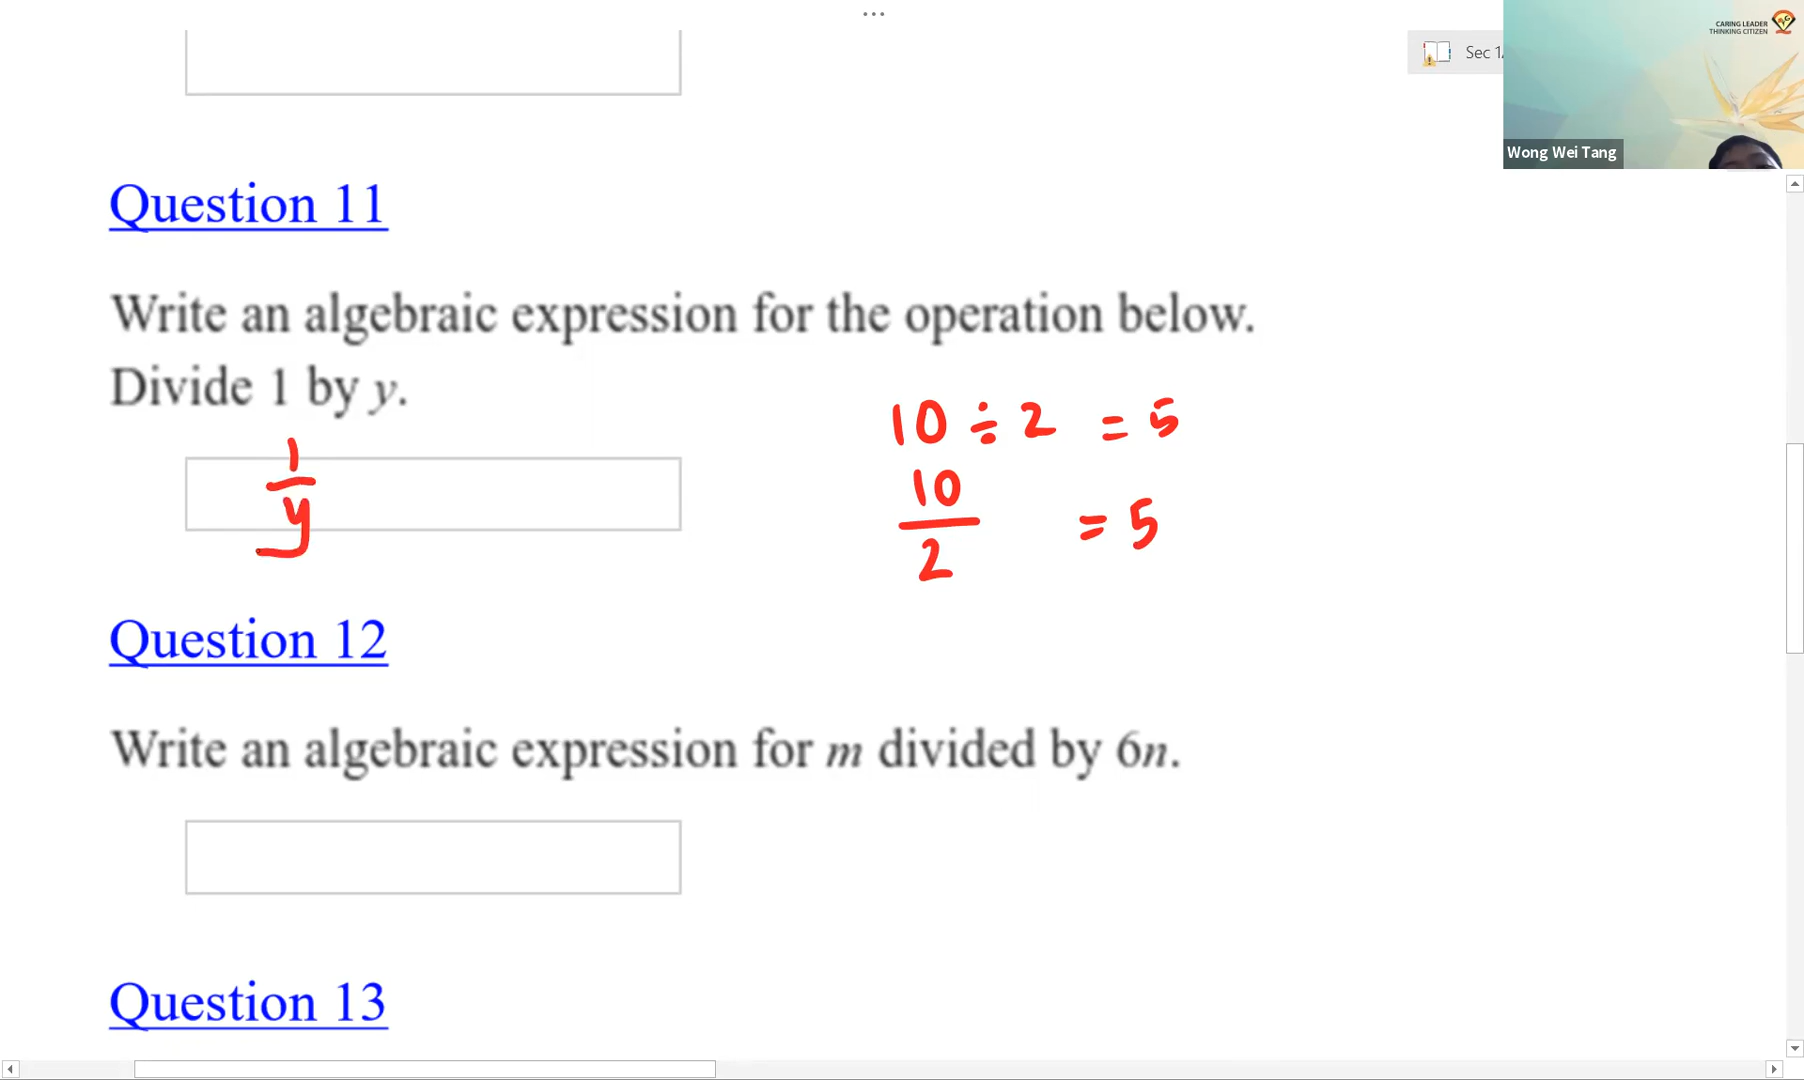 ...
CARING LEADER
THINKING CITIZEN
Sec 1
Wong Wei Tang
Question 11
Write an algebraic expression for the operation below.
Divide 1 by y.
1
y
10 ÷ 2 = 5
10
2
= 5
Question 12
Write an algebraic expression for m divided by 6n.
Question 13